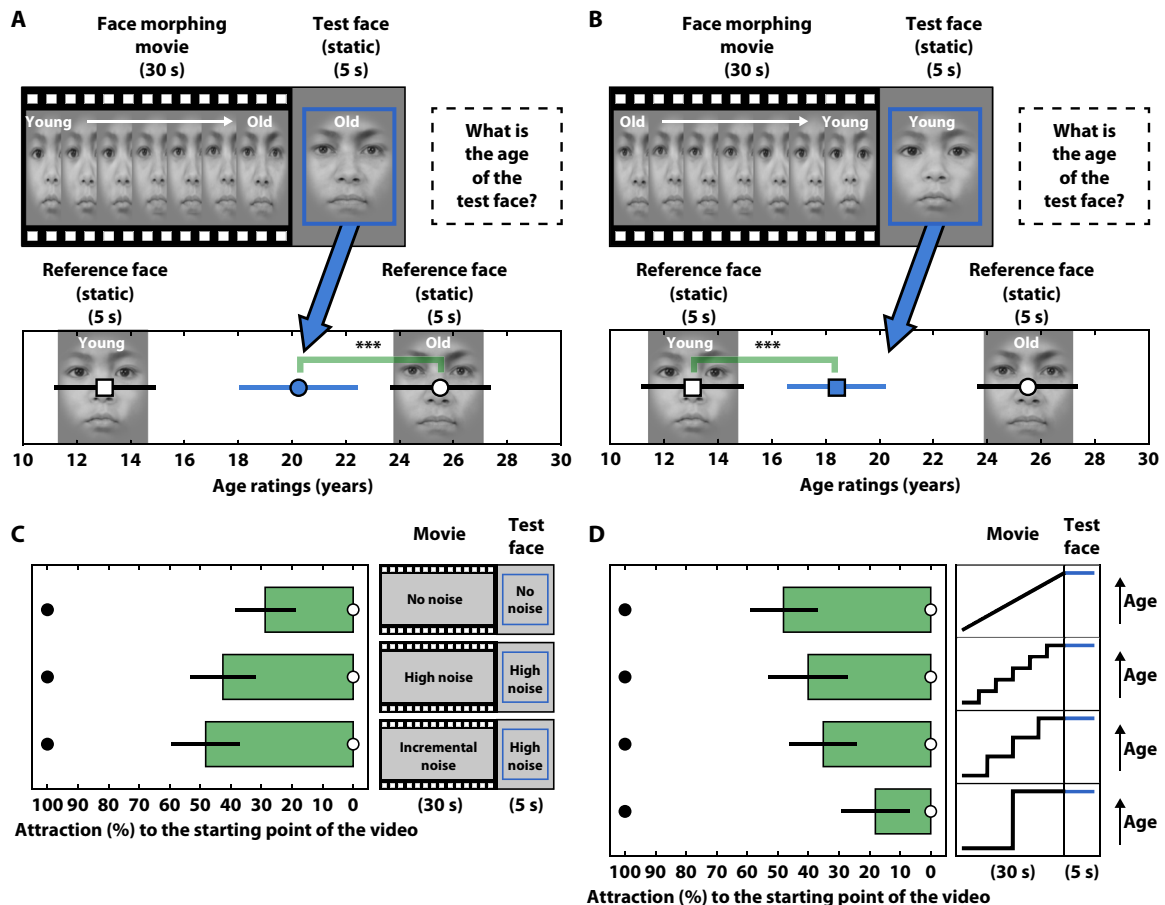 A
Face morphing
movie
(30 s)
Test face
(static)
(5 s)
Young
Old
Old
What is
the age
of the
test face?
Reference face
(static)
(5 s)
Reference face
(static)
(5 s)
Young
***
Old
10 12 14 16 18 20 22 24 26 28 30
Age ratings (years)
B
Face morphing
movie
(30 s)
Test face
(static)
(5 s)
Old
Young
Young
What is
the age
of the
test face?
Reference face
(static)
(5 s)
Reference face
(static)
(5 s)
Young
***
Old
10 12 14 16 18 20 22 24 26 28 30
Age ratings (years)
C
Movie
Test
face
No noise
No
noise
High noise
High
noise
Incremental
noise
High
noise
100 90 80 70 60 50 40 30 20 10 0
(30 s)
(5 s)
Attraction (%) to the starting point of the video
D
Movie
Test
face
Age
Age
Age
Age
100 90 80 70 60 50 40 30 20 10 0
(30 s)
(5 s)
Attraction (%) to the starting point of the video